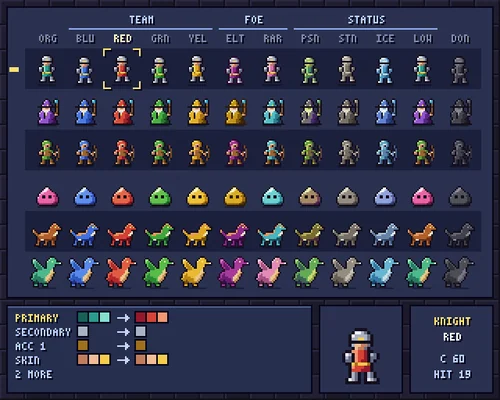 TEAM FOE STATUS
ORG BLU RED GRN YEL ELT RAR PSN STN ICE LOW DON
PRIMARY
SECONDARY
ACC 1
SKIN
2 MORE
KNIGHT
RED
C 60
HIT 19